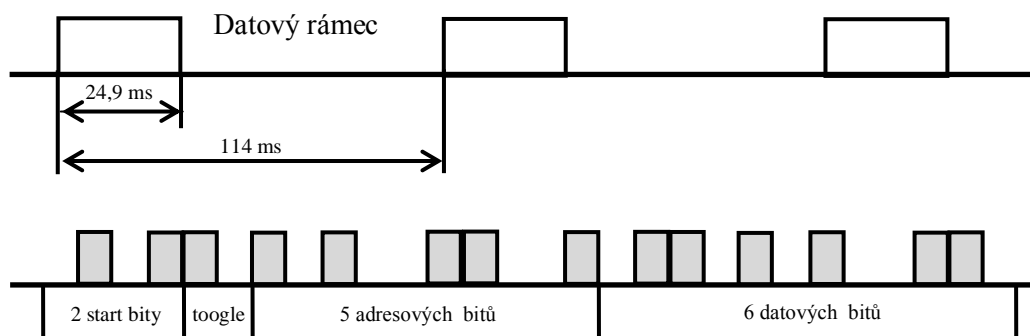 Datový rámec
24,9 ms
114 ms
2 start bity
toogle
5 adresových bitů
6 datových bitů